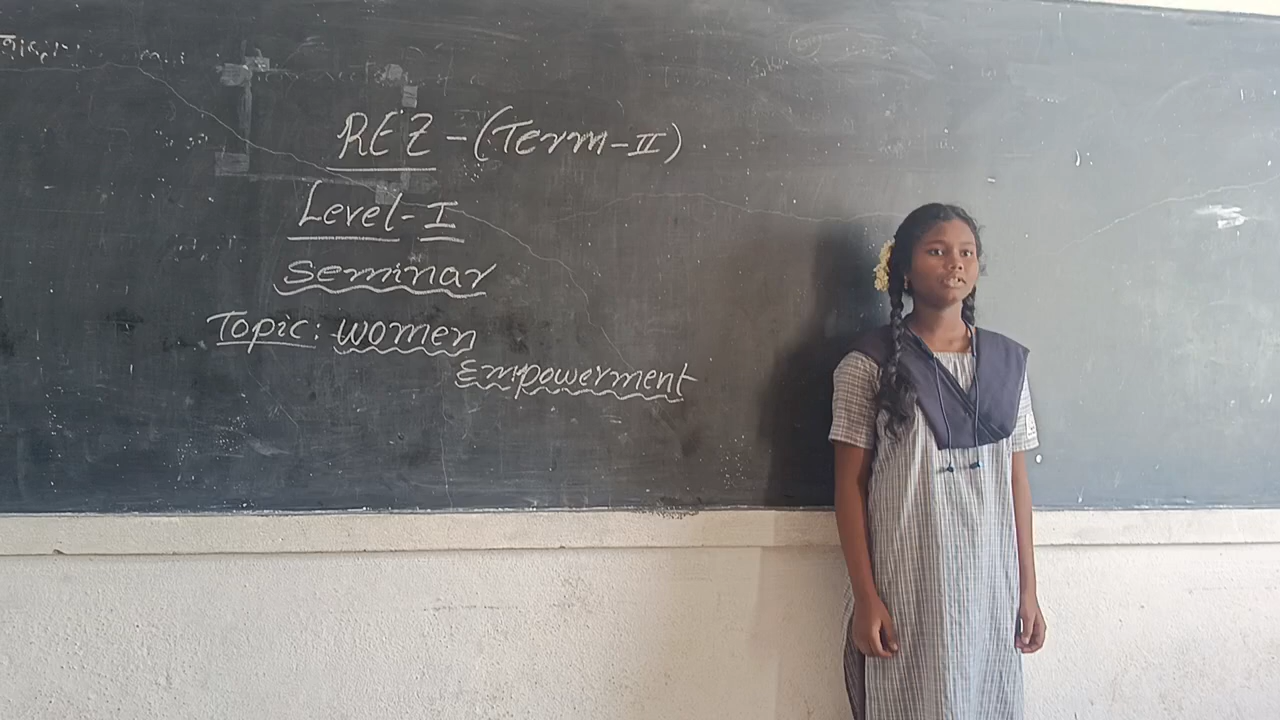 REZ - (Term - II)
Level - I
Seminar
Topic: women
Empowerment